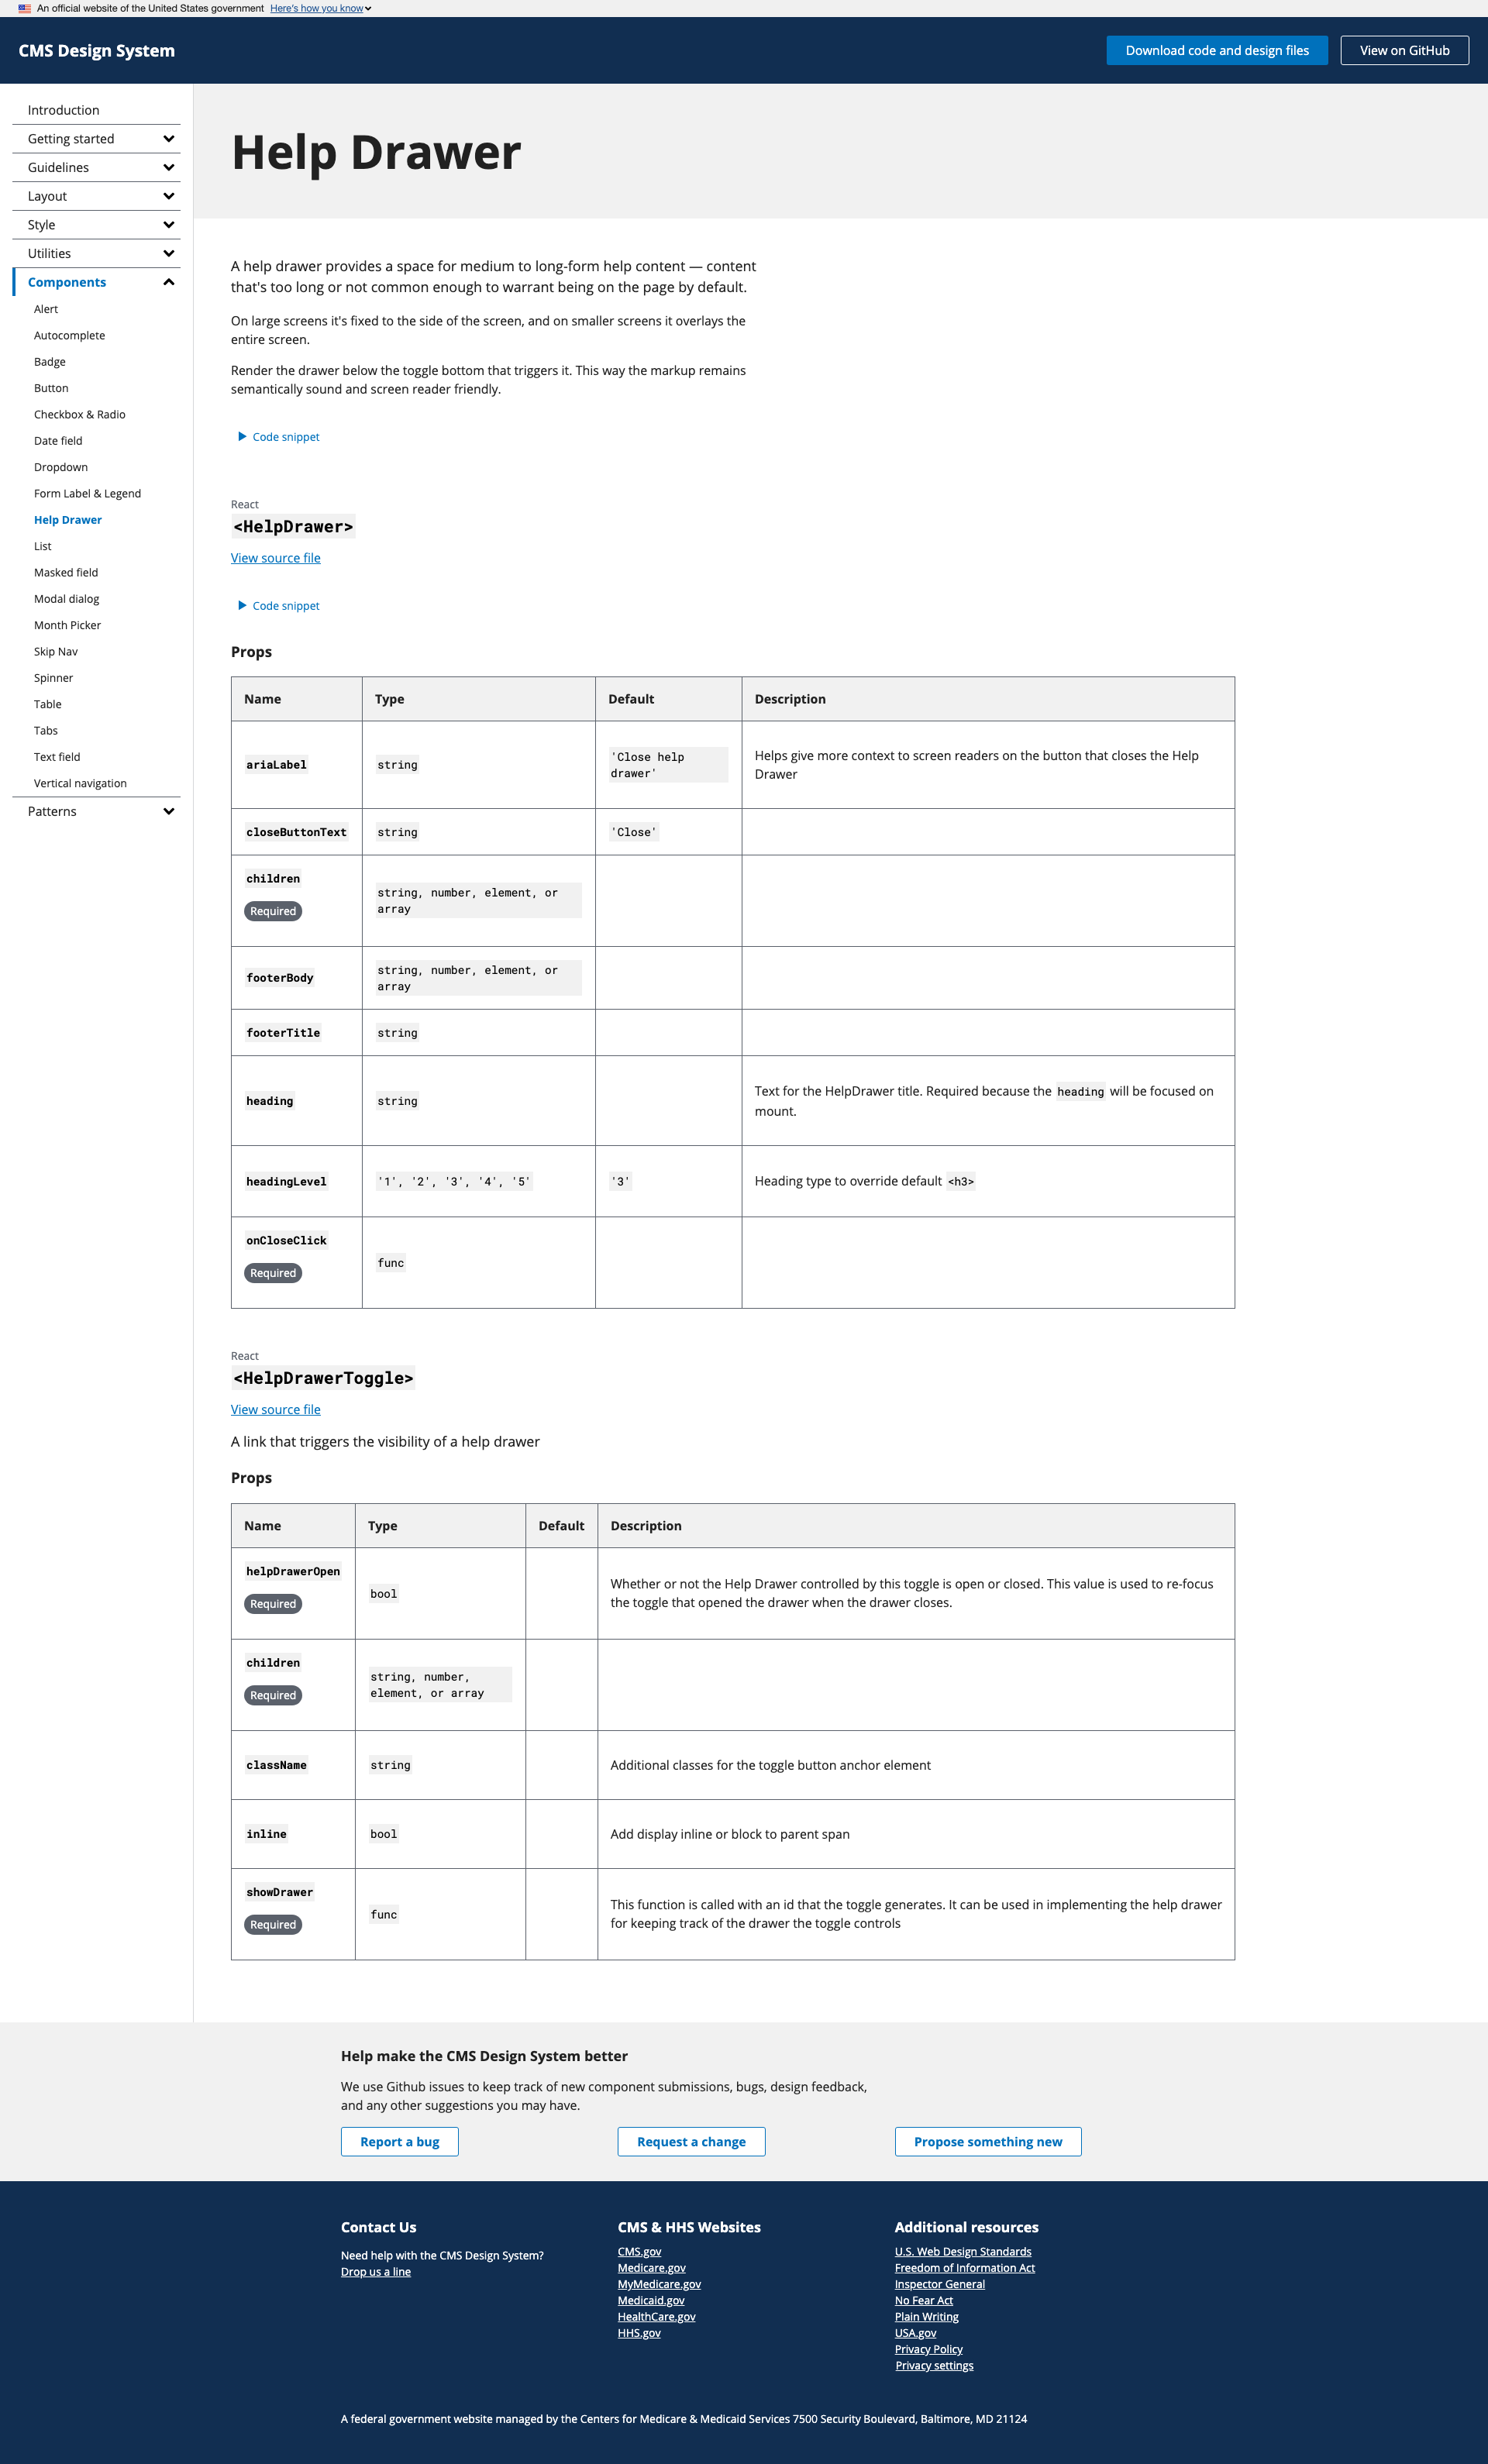 An official website of the United States government Here's how you know
CMS Design System
Download code and design files
View on GitHub
Introduction
Getting started
Guidelines
Layout
Style
Utilities
Components
Alert
Autocomplete
Badge
Button
Checkbox & Radio
Date field
Dropdown
Form Label & Legend
Help Drawer
List
Masked field
Modal dialog
Month Picker
Skip Nav
Spinner
Table
Tabs
Text field
Vertical navigation
Patterns
Help Drawer
A help drawer provides a space for medium to long-form help content — content
that's too long or not common enough to warrant being on the page by default.
On large screens it's fixed to the side of the screen, and on smaller screens it overlays the
entire screen.
Render the drawer below the toggle bottom that triggers it. This way the markup remains
semantically sound and screen reader friendly.
Code snippet
React
<HelpDrawer>
View source file
Code snippet
Props
Name Type Default Description
ariaLabel string 'Close help
drawer'
Helps give more context to screen readers on the button that closes the Help
Drawer
closeButtonText string 'Close'
children
Required
string, number, element, or
array
footerBody
string, number, element, or
array
footerTitle string
heading string
Text for the HelpDrawer title. Required because the heading will be focused on
mount.
headingLevel '1', '2', '3', '4', '5' '3' Heading type to override default <h3>
onCloseClick
Required
func
React
<HelpDrawerToggle>
View source file
A link that triggers the visibility of a help drawer
Props
Name Type Default Description
helpDrawerOpen
Required
bool
Whether or not the Help Drawer controlled by this toggle is open or closed. This value is used to re-focus
the toggle that opened the drawer when the drawer closes.
children
Required
string, number,
element, or array
className string Additional classes for the toggle button anchor element
inline bool Add display inline or block to parent span
showDrawer
Required
func
This function is called with an id that the toggle generates. It can be used in implementing the help drawer
for keeping track of the drawer the toggle controls
Help make the CMS Design System better
We use Github issues to keep track of new component submissions, bugs, design feedback,
and any other suggestions you may have.
Report a bug
Request a change
Propose something new
Contact Us
Need help with the CMS Design System?
Drop us a line
CMS & HHS Websites
CMS.gov
Medicare.gov
MyMedicare.gov
Medicaid.gov
HealthCare.gov
HHS.gov
Additional resources
U.S. Web Design Standards
Freedom of Information Act
Inspector General
No Fear Act
Plain Writing
USA.gov
Privacy Policy
Privacy settings
A federal government website managed by the Centers for Medicare & Medicaid Services 7500 Security Boulevard, Baltimore, MD 21124